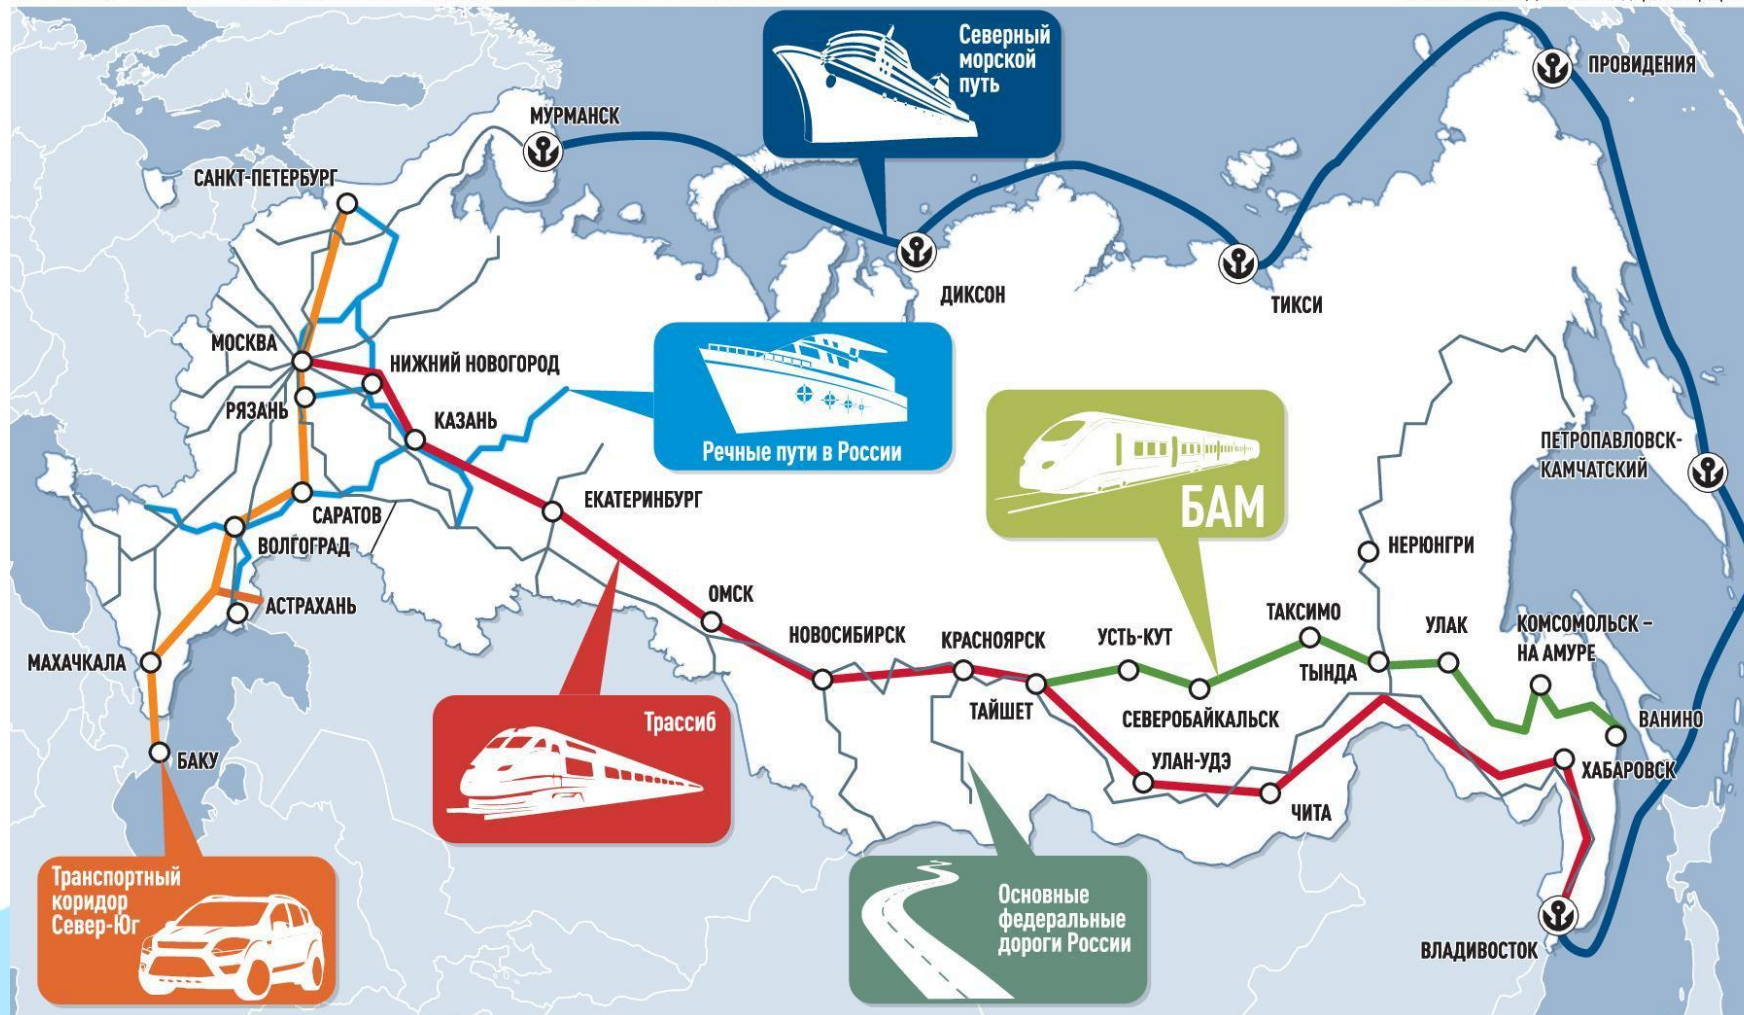 Северный
морской
путь
ПРОВИДЕНИЯ
МУРМАНСК
САНКТ-ПЕТЕРБУРГ
ДИКСОН
ТИКСИ
МОСКВА
НИЖНИЙ НОВОГОРОД
РЯЗАНЬ
КАЗАНЬ
Речные пути в России
БАМ
ПЕТРОПАВЛОВСК-
КАМЧАТСКИЙ
ЕКАТЕРИНБУРГ
САРАТОВ
ВОЛГОГРАД
НЕРЮНГРИ
АСТРАХАНЬ
ОМСК
НОВОСИБИРСК
КРАСНОЯРСК
УСТЬ-КУТ
ТАКСИМО
УЛАК
КОМСОМОЛЬСК –
НА АМУРЕ
МАХАЧКАЛА
ТЫНДА
ТАЙШЕТ
СЕВЕРОБАЙКАЛЬСК
ВАНИНО
Трассиб
БАКУ
УЛАН-УДЭ
ХАБАРОВСК
ЧИТА
Транспортный
коридор
Север-Юг
Основные
федеральные
дороги России
ВЛАДИВОСТОК